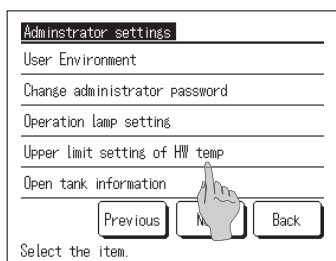 Adminstrator settings
User Environment
Change administrator password
Operation lamp setting
Upper limit setting of HW temp
Open tank information
Previous Back
Select the item.